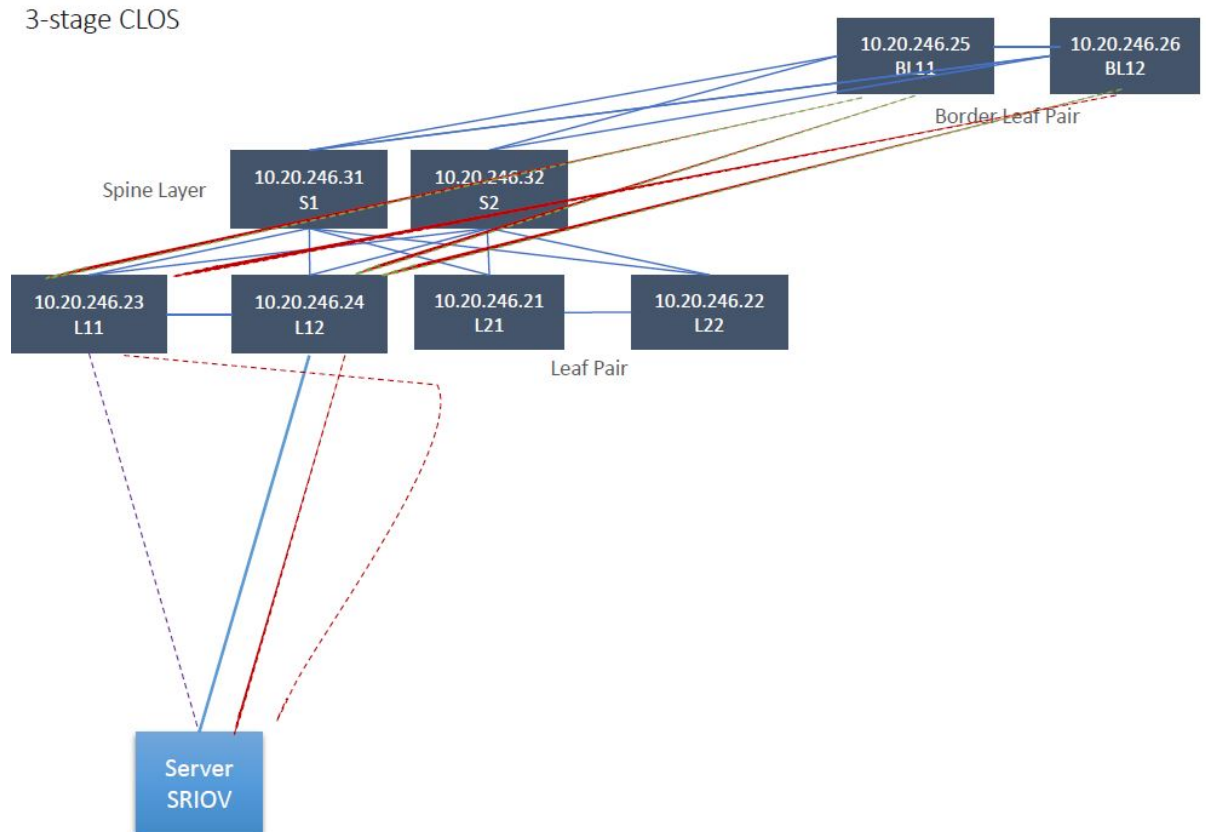 3-stage CLOS
10.20.246.25
BL11
10.20.246.26
BL12
Border Leaf Pair
Spine Layer
10.20.246.31
S1
10.20.246.32
S2
10.20.246.23
L11
10.20.246.24
L12
10.20.246.21
L21
10.20.246.22
L22
Leaf Pair
Server
SRIOV